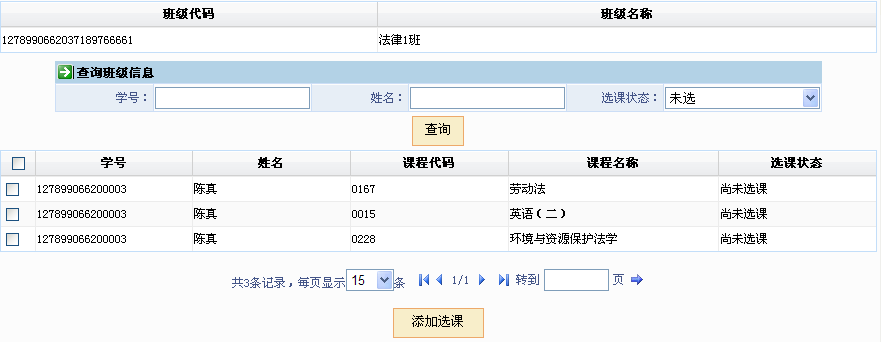 班级代码 班级名称
1278990662037189766661 法律1班
查询班级信息
学号： 姓名： 选课状态： 未选
查询
学号 姓名 课程代码 课程名称 选课状态
127899066200003 陈真 0167 劳动法 尚未选课
127899066200003 陈真 0015 英语（二） 尚未选课
127899066200003 陈真 0228 环境与资源保护法学 尚未选课
共3条记录，每页显示 15 条 1/1 转到 页
添加选课